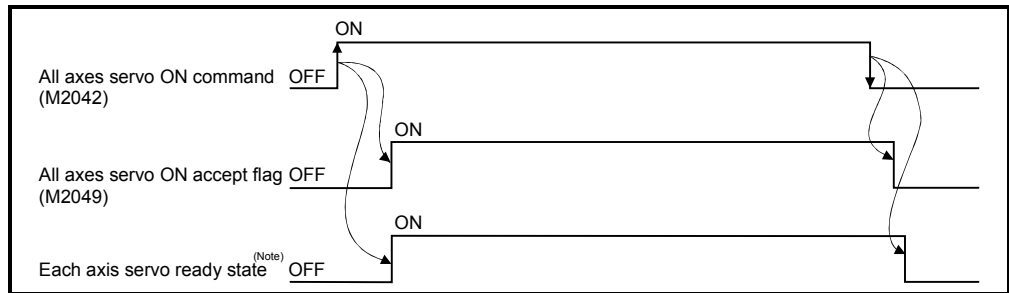 ON
All axes servo ON command OFF
(M2042)
ON
All axes servo ON accept flag OFF
(M2049)
ON
Each axis servo ready state (Note) OFF